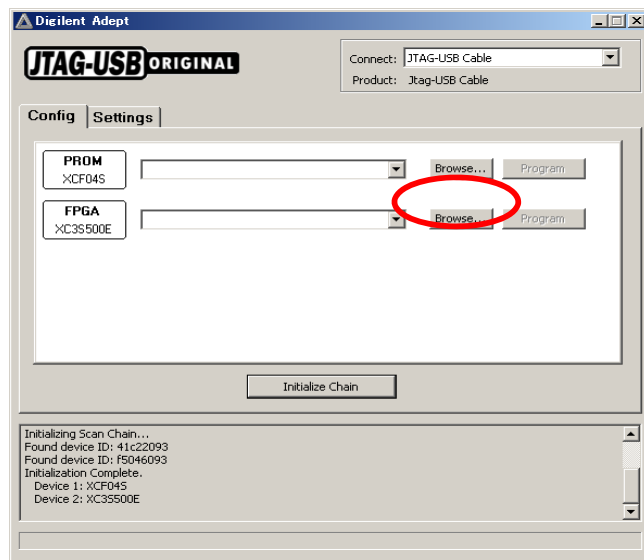 Digilent Adept
JTAG-USB ORIGINAL
Connect: JTAG-USB Cable
Product: Jtag-USB Cable
Config Settings
PROM
XCF04S
Browse... Program
FPGA
XC3S500E
Browse... Program
Initialize Chain
Initializing Scan Chain...
Found device ID: 41c22093
Found device ID: f5046093
Initialization Complete.
Device 1: XCF04S
Device 2: XC3S500E